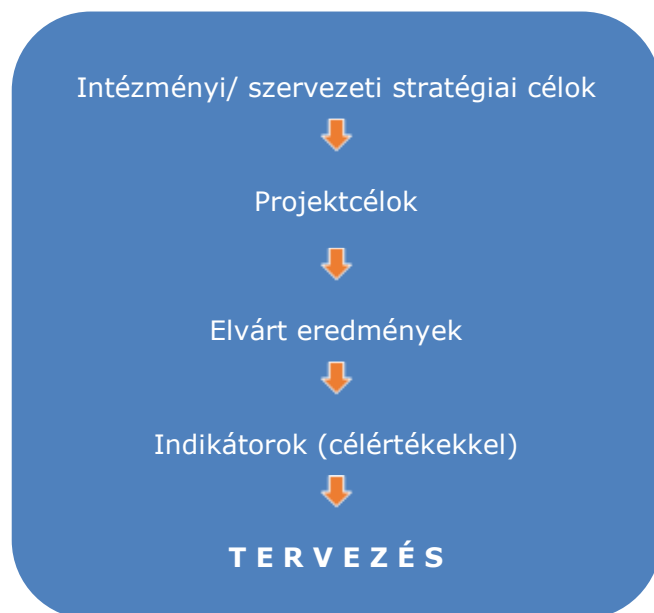 Intézményi/ szervezeti stratégiai célok
Projektcélok
Elvárt eredmények
Indikátorok (célértékekkel)
T E R V E Z É S